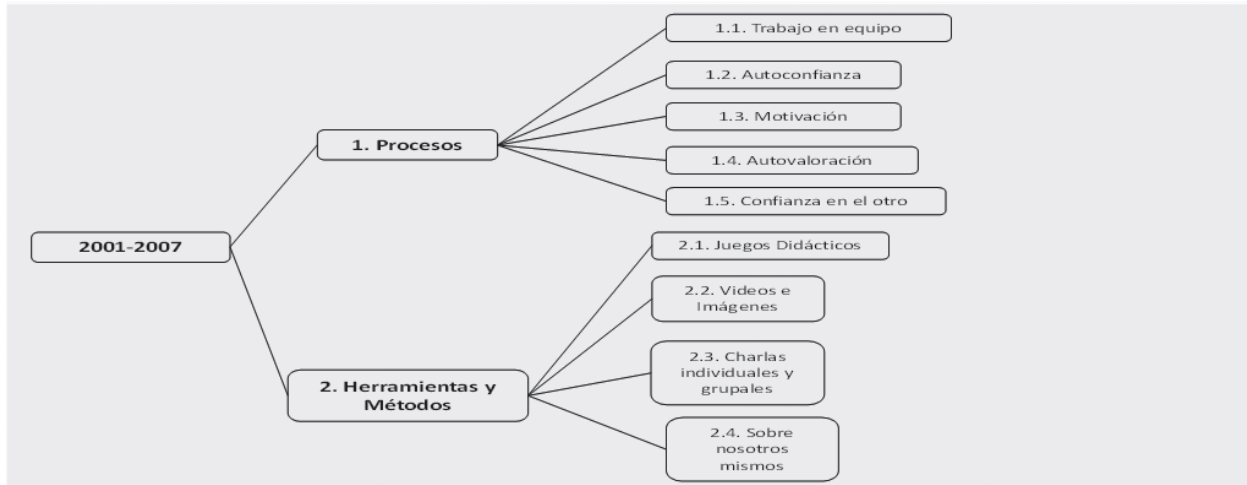 2001-2007
1. Procesos
1.1. Trabajo en equipo
1.2. Autoconfianza
1.3. Motivación
1.4. Autovaloración
1.5. Confianza en el otro
2. Herramientas y
Métodos
2.1. Juegos Didácticos
2.2. Videos e
Imágenes
2.3. Charlas
individuales y
grupales
2.4. Sobre
nosotros
mismos